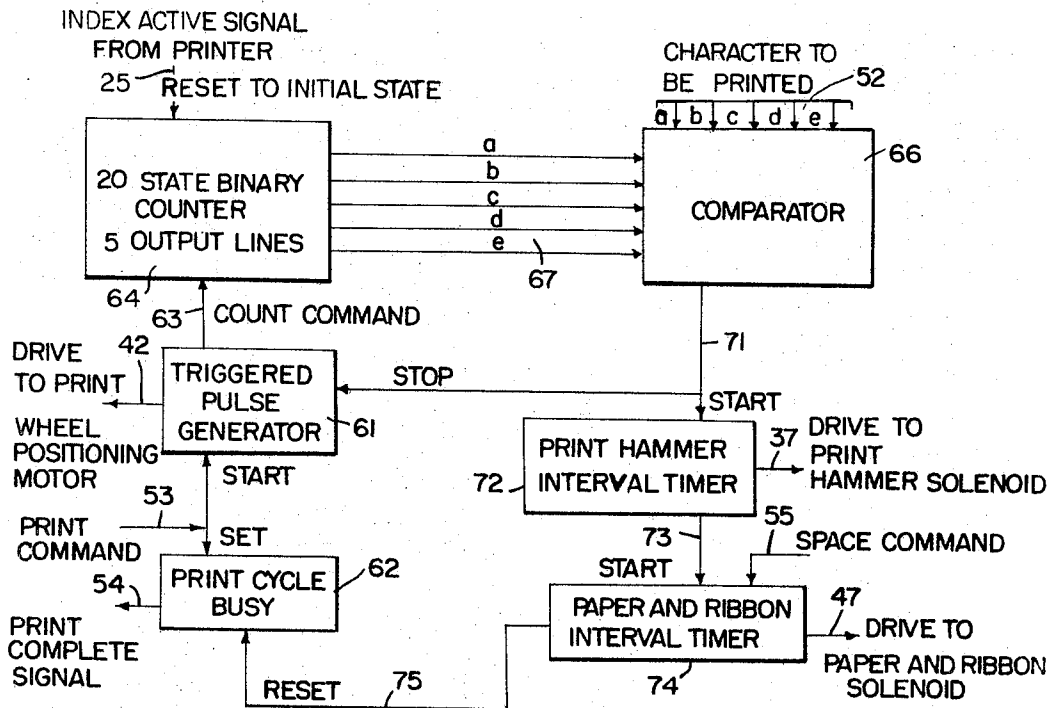 INDEX ACTIVE SIGNAL
FROM PRINTER
25
RESET TO INITIAL STATE
CHARACTER TO
BE PRINTED
52
a b c d e
20 STATE BINARY
COUNTER
5 OUTPUT LINES
64
a
b
c
d
e
67
COMPARATOR
66
63
COUNT COMMAND
71
42
DRIVE
TO PRINT
WHEEL
POSITIONING
MOTOR
TRIGGERED
PULSE
GENERATOR
61
STOP
START
PRINT HAMMER
INTERVAL TIMER
72
37
DRIVE TO
PRINT
HAMMER SOLENOID
START
53
PRINT
COMMAND
SET
73
55
SPACE COMMAND
START
PRINT CYCLE
BUSY
62
54
PRINT
COMPLETE
SIGNAL
PAPER AND RIBBON
INTERVAL TIMER
74
47
DRIVE TO
PAPER AND RIBBON
SOLENOID
RESET
75